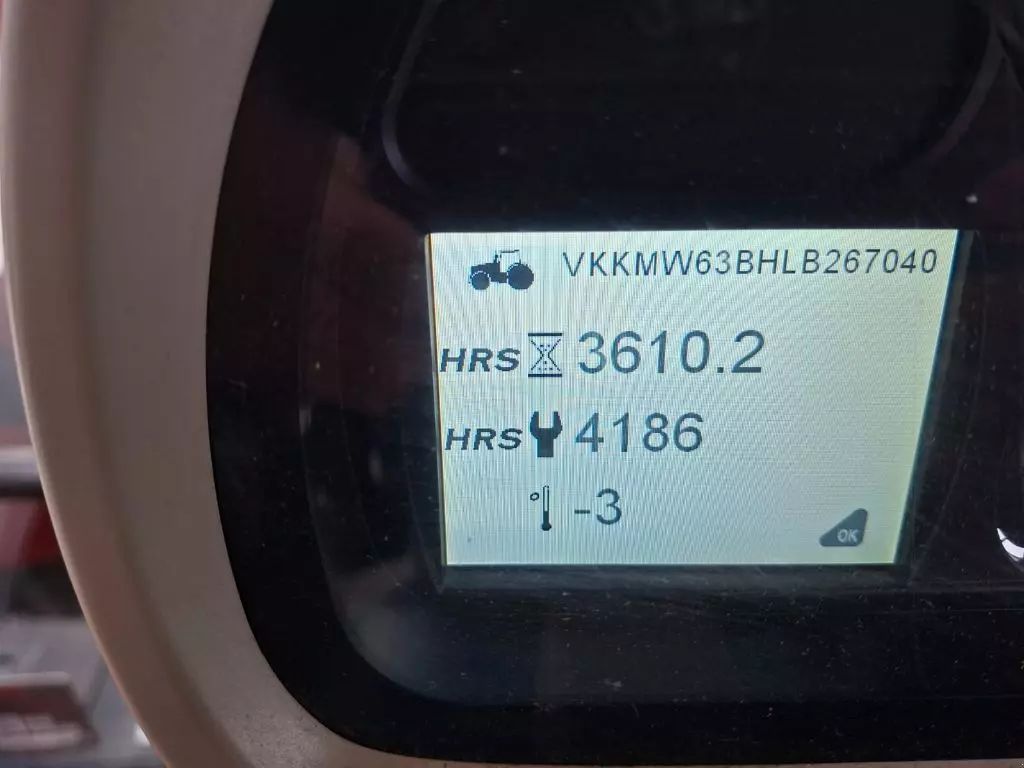 VKKMW63BHLB267040
HRS 3610.2
HRS 4186
° -3
OK